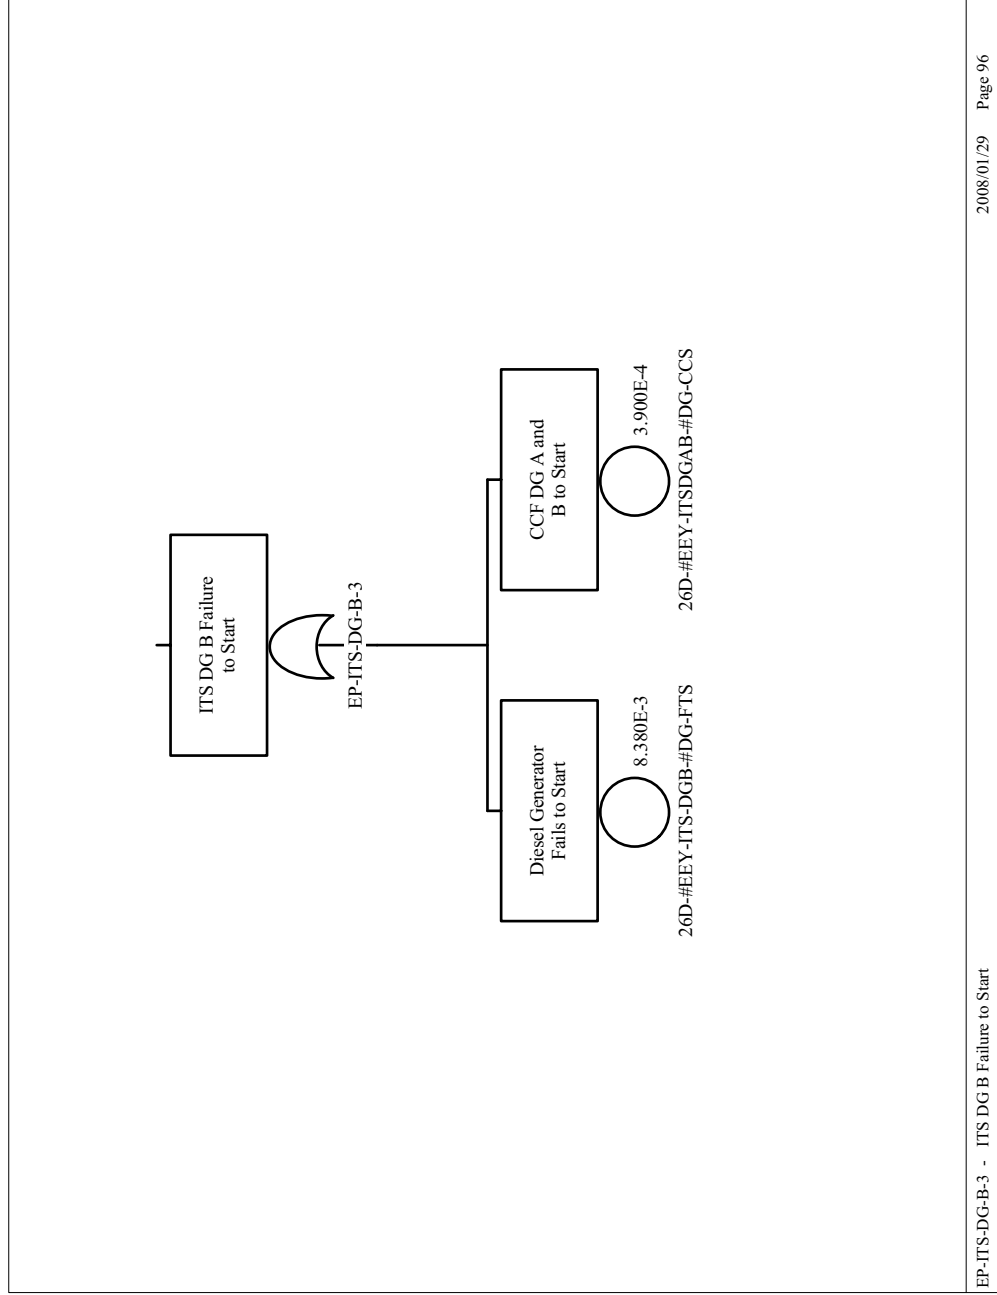 ITS DG B Failure
to Start
EP-ITS-DG-B-3
Diesel Generator
Fails to Start
8.380E-3
26D-#EEY-ITS-DGB-#DG-FTS
CCF DG A and
B to Start
3.900E-4
26D-#EEY-ITSDGAB-#DG-CCS
EP-ITS-DG-B-3 - ITS DG B Failure to Start
2008/01/29 Page 96